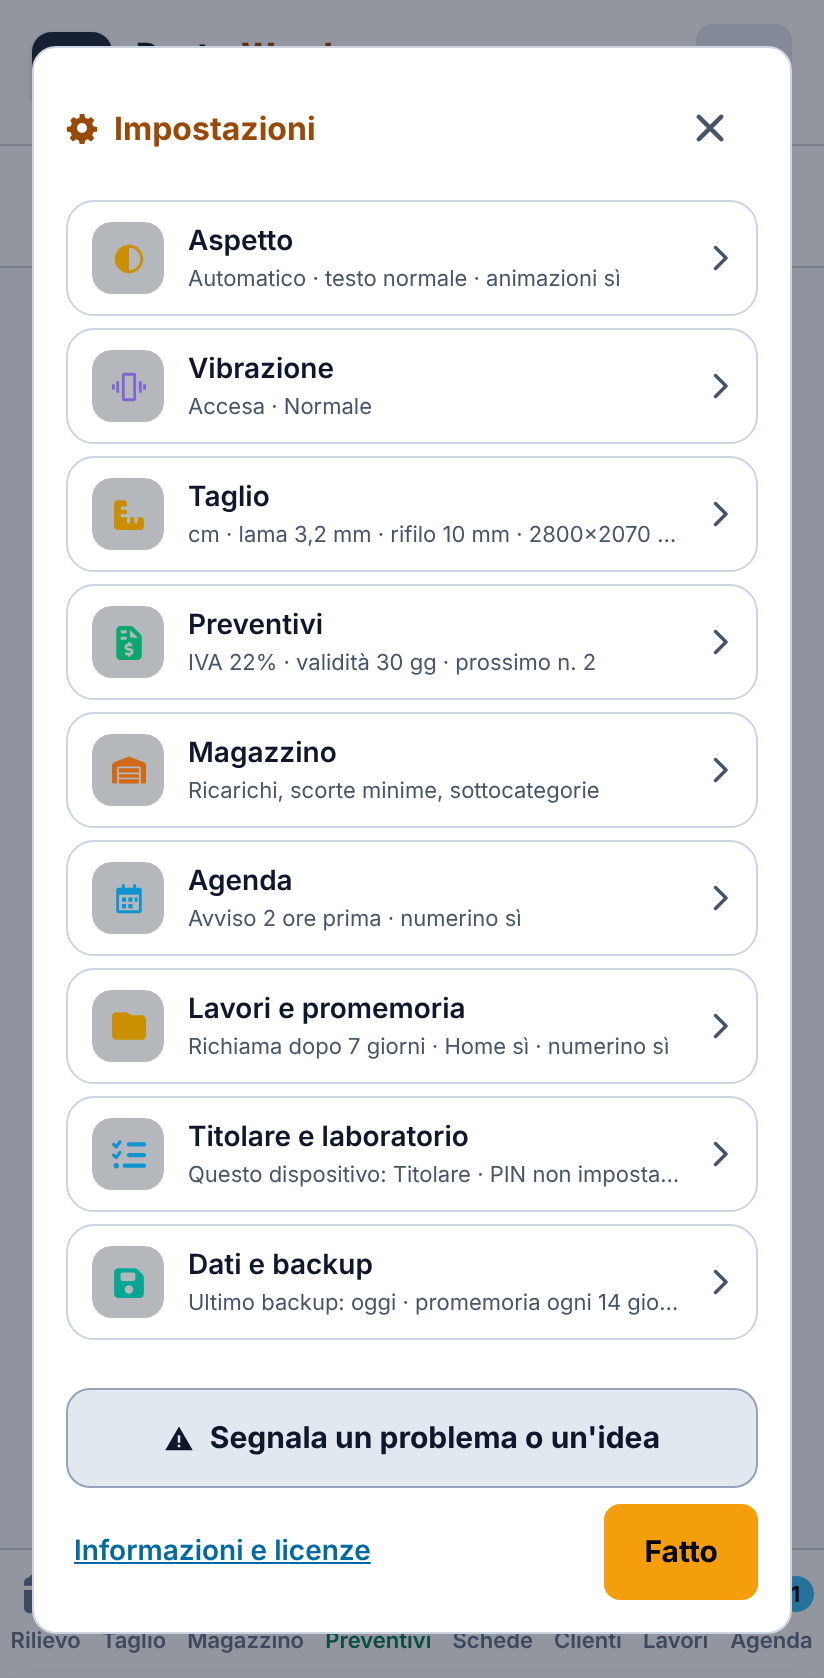 Impostazioni
Aspetto
Automatico · testo normale · animazioni sì
Vibrazione
Accesa · Normale
Taglio
cm · lama 3,2 mm · rifilo 10 mm · 2800×2070 ...
Preventivi
IVA 22% · validità 30 gg · prossimo n. 2
Magazzino
Ricarichi, scorte minime, sottocategorie
Agenda
Avviso 2 ore prima · numerino sì
Lavori e promemoria
Richiama dopo 7 giorni · Home sì · numerino sì
Titolare e laboratorio
Questo dispositivo: Titolare · PIN non imposta...
Dati e backup
Ultimo backup: oggi · promemoria ogni 14 gio...
Segnala un problema o un'idea
Informazioni e licenze
Fatto
1
Rilievo Taglio Magazzino Preventivi Schede Clienti Lavori Agenda